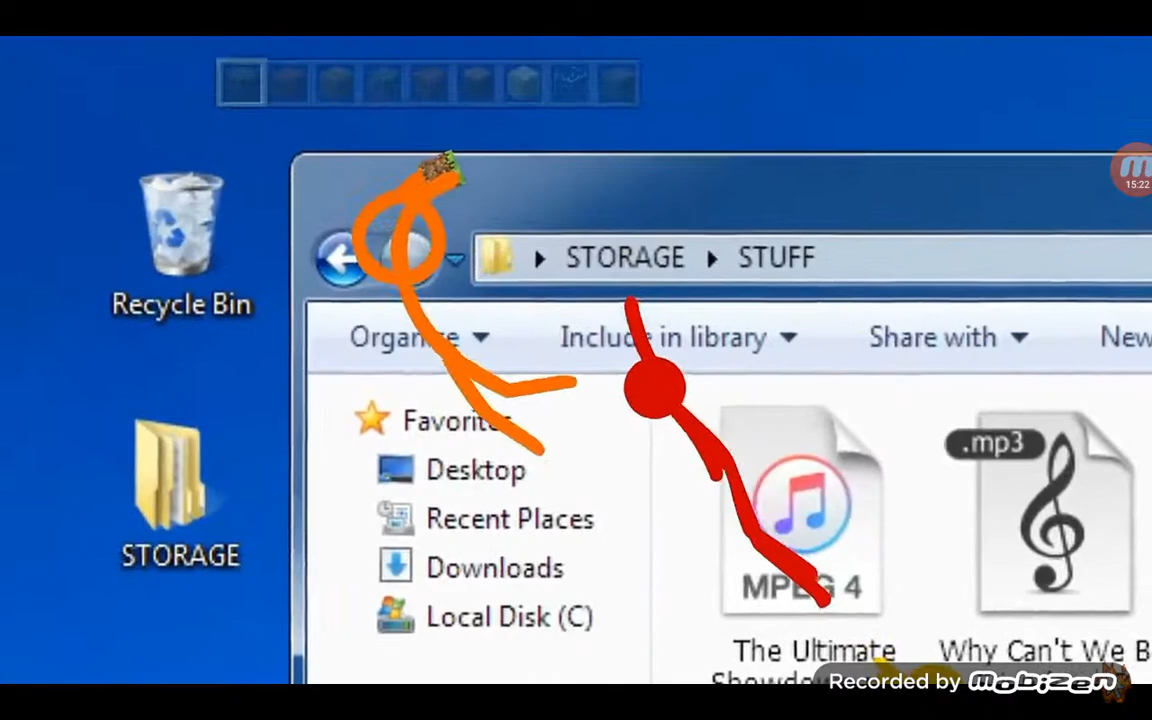 15:22
STORAGE STUFF
Recycle Bin
Include in library
Share with
New
Favorites
.mp3
Desktop
Recent Places
STORAGE
Downloads
MPEG 4
Local Disk (C)
The Ultimate
Why Can't We B
Recorded by mobizen